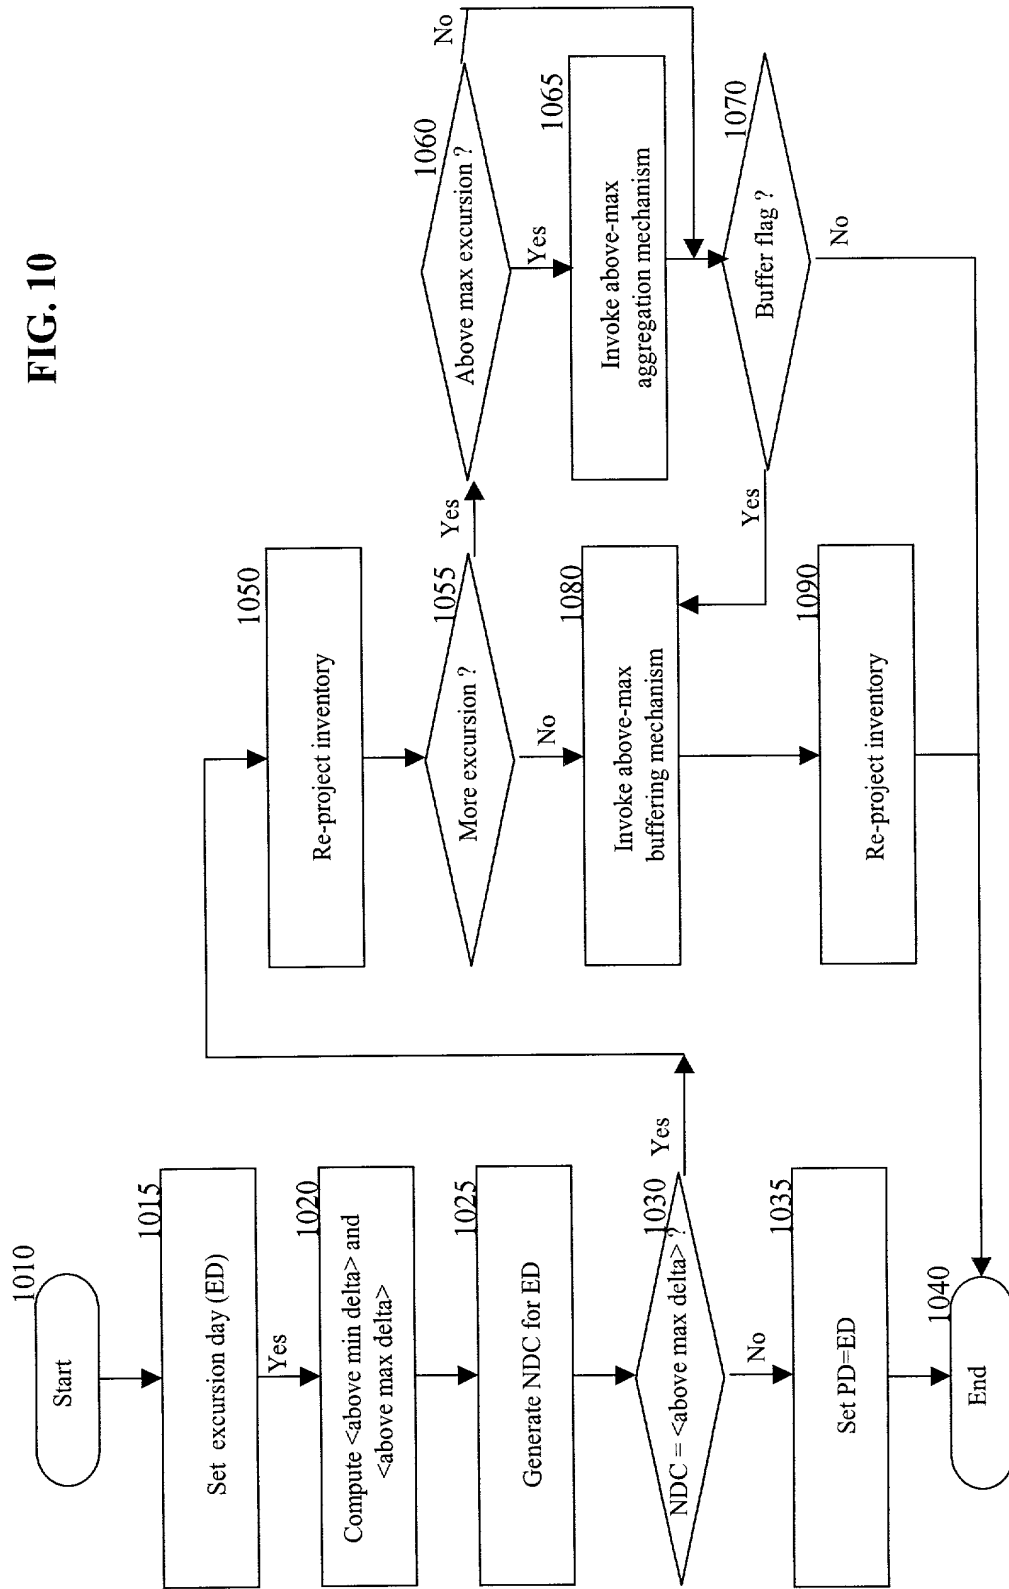 FIG. 10
1010
Start
1015
Set excursion day (ED)
Yes
1020
Compute <above min delta> and
<above max delta>
1025
Generate NDC for ED
1030
NDC = <above max delta> ?
Yes
No
1035
Set PD=ED
1040
End
1050
Re-project inventory
1055
More excursion ?
Yes
No
1080
Invoke above-max
buffering mechanism
1090
Re-project inventory
1060
Above max excursion ?
No
Yes
1065
Invoke above-max
aggregation mechanism
1070
Buffer flag ?
Yes
No